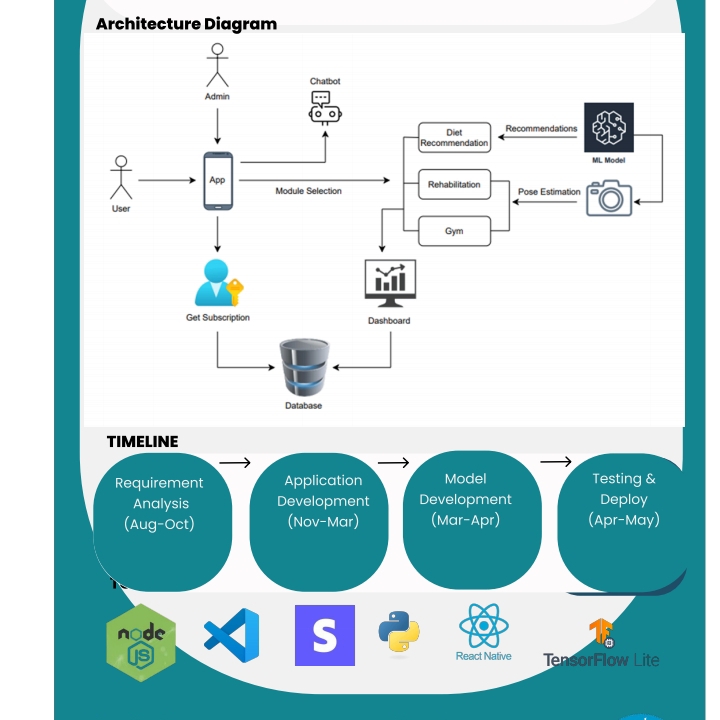 Architecture Diagram
Admin
Chatbot
User
App
Module Selection
Diet
Recommendation
Rehabilitation
Gym
Recommendations
ML Model
Pose Estimation
Get Subscription
Dashboard
Database
TIMELINE
Requirement
Analysis
(Aug-Oct)
Application
Development
(Nov-Mar)
Model
Development
(Mar-Apr)
Testing &
Deploy
(Apr-May)
node
JS
S
React Native
TensorFlow Lite